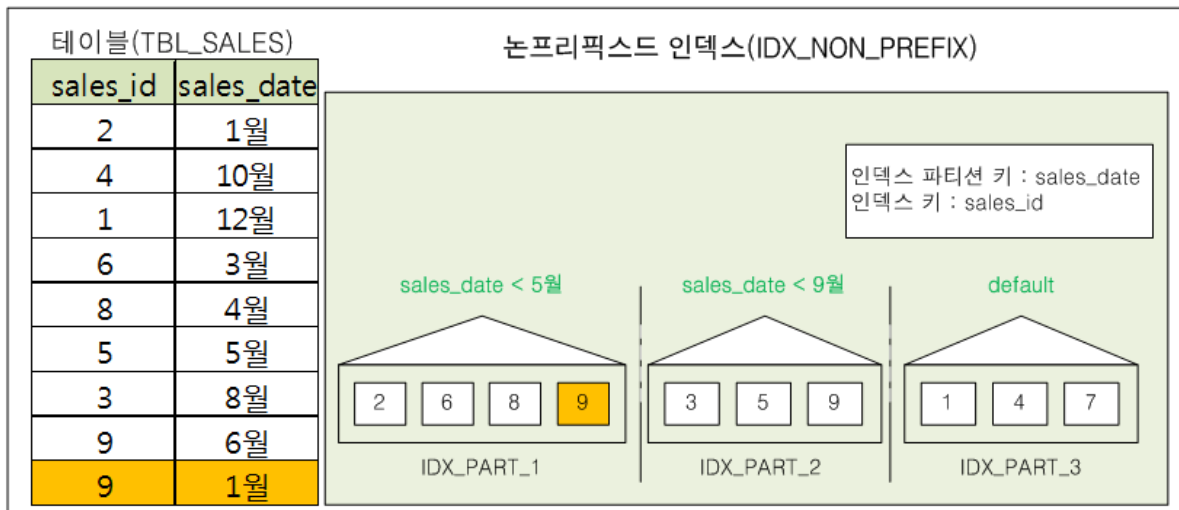 테이블(TBL_SALES)
sales_id sales_date
2 1월
4 10월
1 12월
6 3월
8 4월
5 5월
3 8월
9 6월
9 1월
논프리픽스드 인덱스(IDX_NON_PREFIX)
인덱스 파티션 키 : sales_date
인덱스 키 : sales_id
sales_date < 5월 sales_date < 9월 default
2 6 8 9 3 5 9 1 4 7
IDX_PART_1 IDX_PART_2 IDX_PART_3